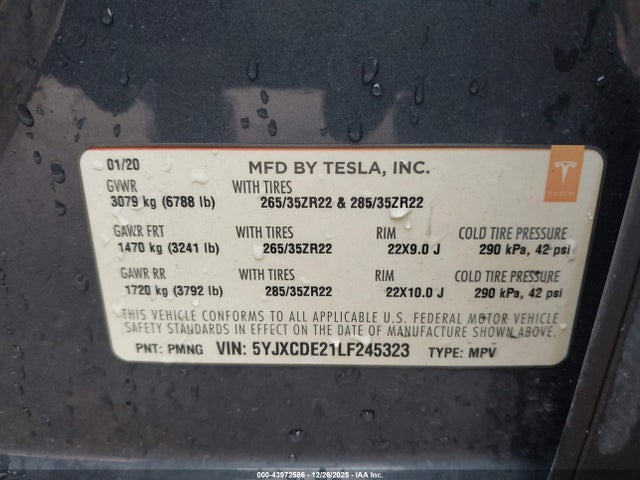 01/20 MFD BY TESLA, INC.
TESLA
GVWR WITH TIRES
3079 kg (6788 lb) 265/35ZR22 & 285/35ZR22
GAWR FRT WITH TIRES RIM COLD TIRE PRESSURE
1470 kg (3241 lb) 265/35ZR22 22X9.0 J 290 kPa, 42 psi
GAWR RR WITH TIRES RIM COLD TIRE PRESSURE
1720 kg (3792 lb) 285/35ZR22 22X10.0 J 290 kPa, 42 psi
THIS VEHICLE CONFORMS TO ALL APPLICABLE U.S. FEDERAL MOTOR VEHICLE
SAFETY STANDARDS IN EFFECT ON THE DATE OF MANUFACTURE SHOWN ABOVE.
PNT: PMNG VIN: 5YJXCDE21LF245323 TYPE: MPV
000-43972586 - 12/26/2025 - IAA Inc.